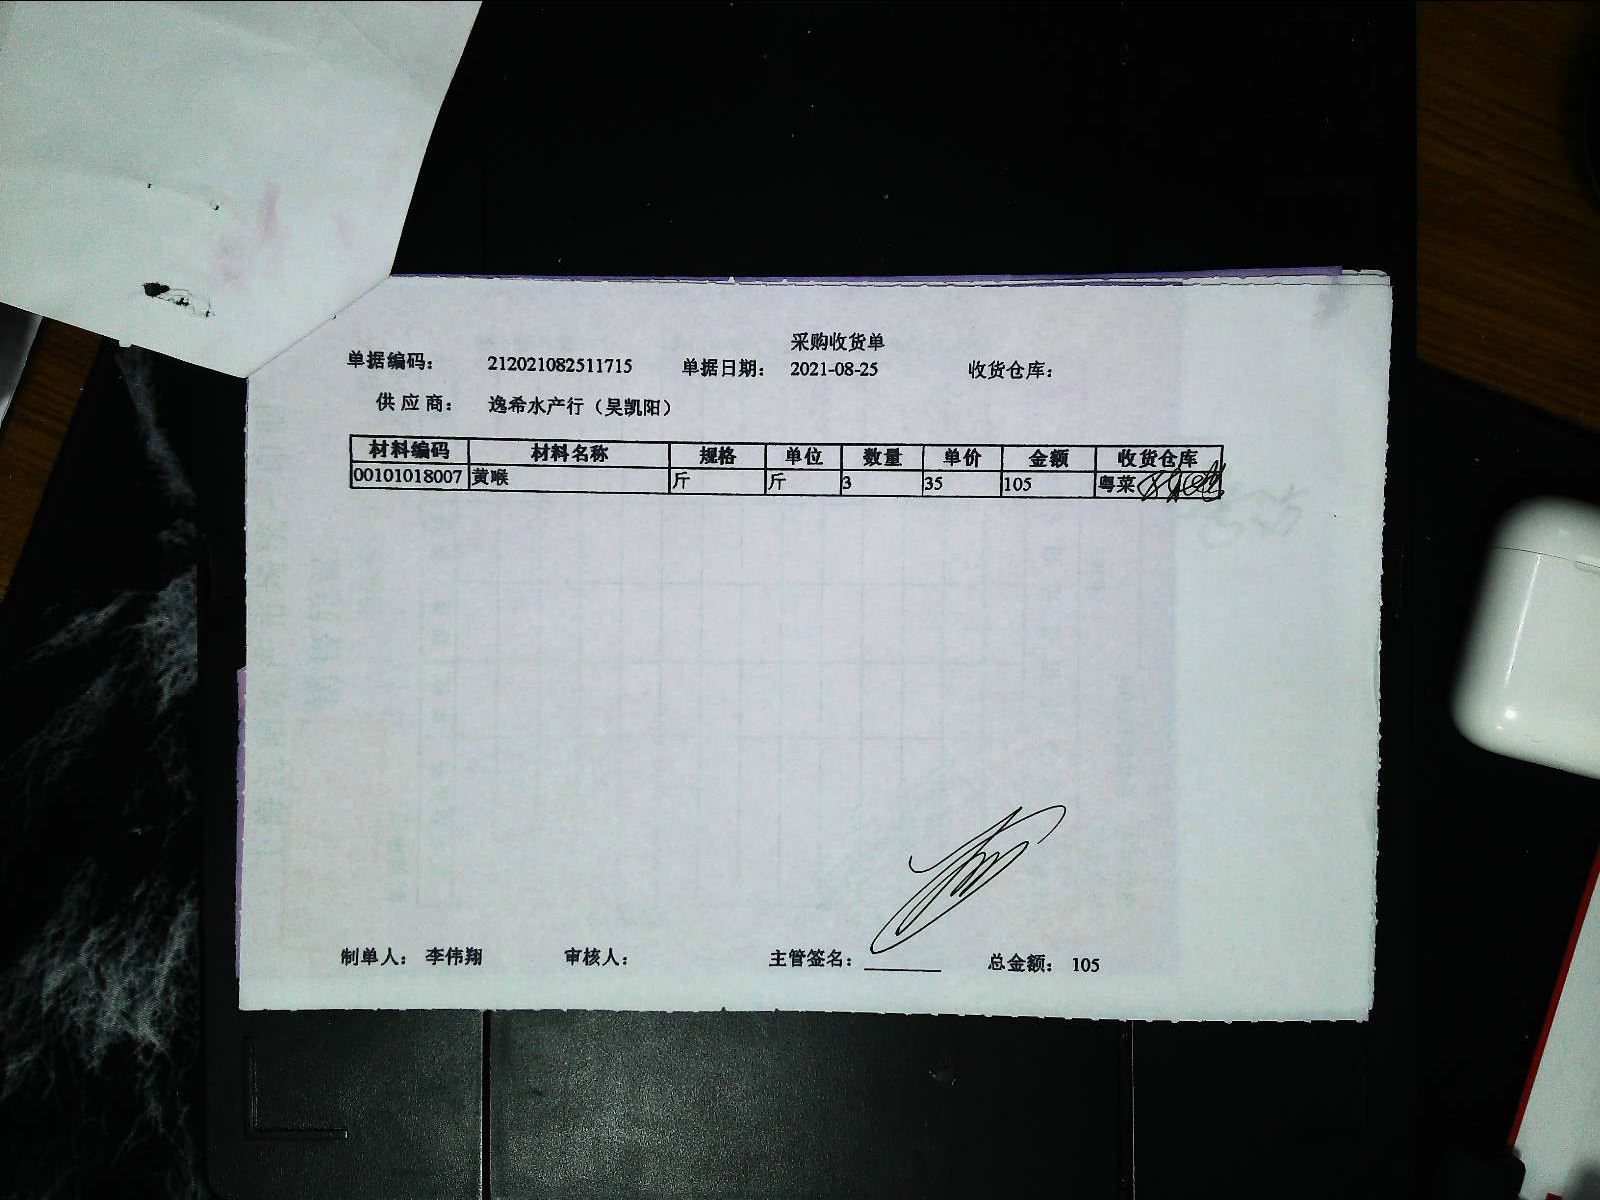 采购收货单
单据编码： 212021082511715 单据日期： 2021-08-25 收货仓库：
供 应 商： 逸希水产行（吴凯阳）
材料编码 材料名称 规格 单位 数量 单价 金额 收货仓库
00101018007 黄喉 斤 斤 3 35 105 粤菜
制单人： 李伟翔 审核人： 主管签名： 总金额： 105